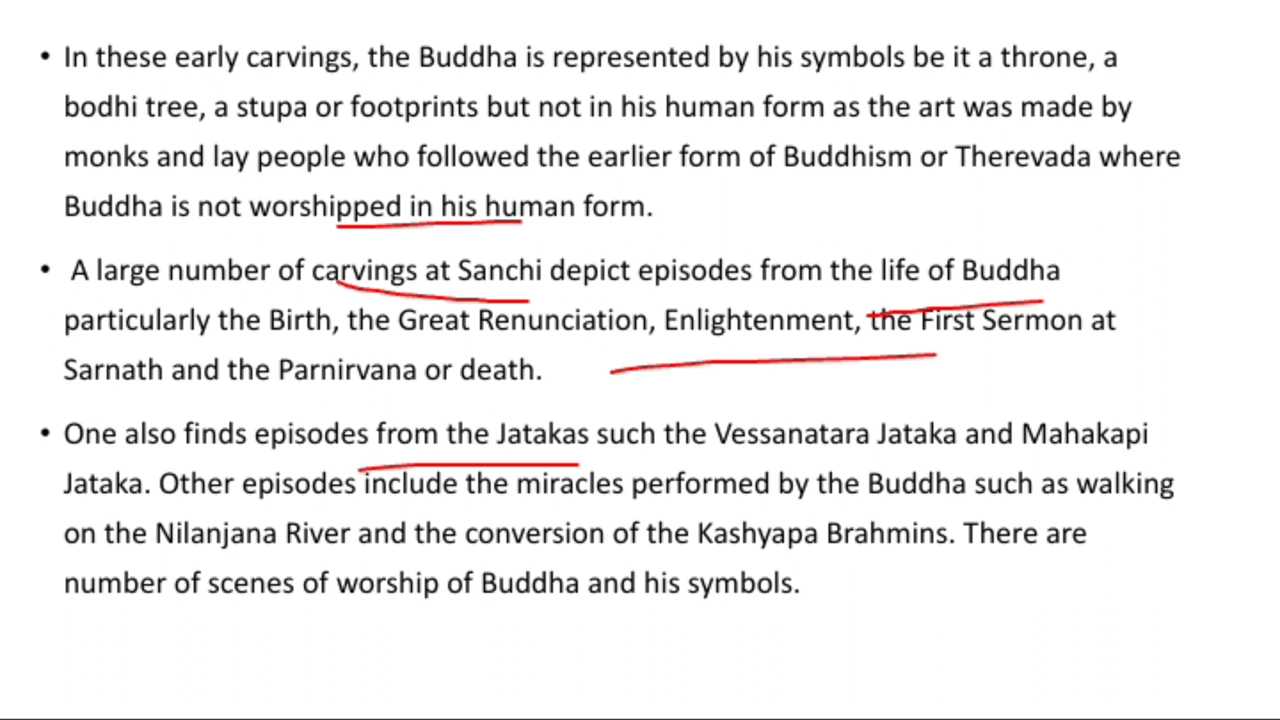 • In these early carvings, the Buddha is represented by his symbols be it a throne, a
bodhi tree, a stupa or footprints but not in his human form as the art was made by
monks and lay people who followed the earlier form of Buddhism or Therevada where
Buddha is not worshipped in his human form.
• A large number of carvings at Sanchi depict episodes from the life of Buddha
particularly the Birth, the Great Renunciation, Enlightenment, the First Sermon at
Sarnath and the Parnirvana or death.
• One also finds episodes from the Jatakas such the Vessanatara Jataka and Mahakapi
Jataka. Other episodes include the miracles performed by the Buddha such as walking
on the Nilanjana River and the conversion of the Kashyapa Brahmins. There are
number of scenes of worship of Buddha and his symbols.